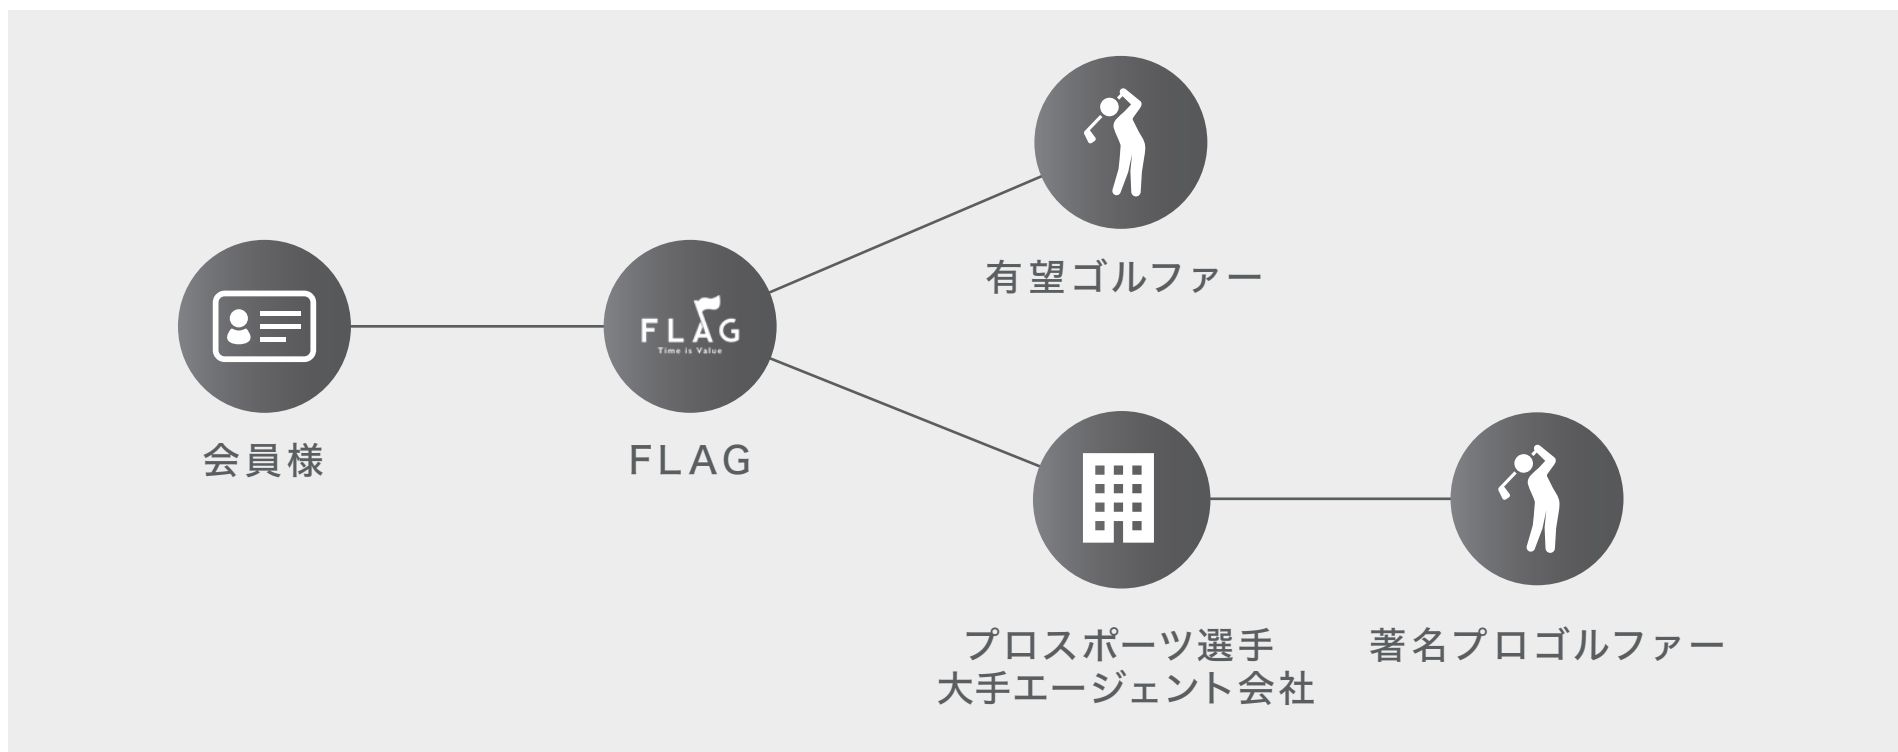 有望ゴルファー
FLAG
Time is Value
会員様
FLAG
プロスポーツ選手
大手エージェント会社
著名プロゴルファー